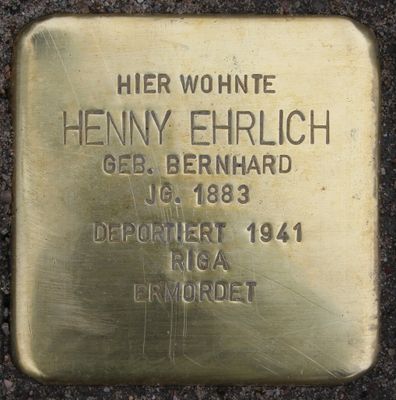 HIER WOHNTE
HENNY EHRLICH
GEB. BERNHARD
JG. 1883
DEPORTIERT 1941
RIGA
ERMORDET